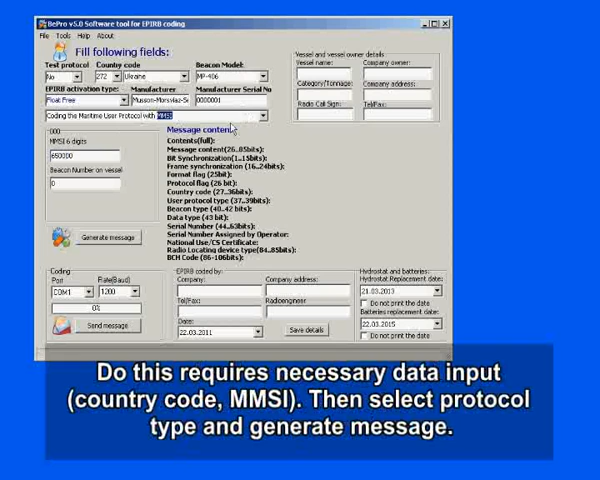 BePro v5.0 Software tool for EPIRB coding
File Tools Help About
Fill following fields:
Test protocol Country code Beacon Model:
No 272 Ukraine MP-406
EPIRB activation type: Manufacturer Manufacturer Serial No
Float Free Musson-Morsviaz-S 0000001
Coding the Maritime User Protocol with MMSI
Vessel and vessel owner details
Vessel name: Company owner:
Category/Tonnage: Company address:
Radio Call Sign: Tel/Fax:
000
MMSI 6 digits
650000
Beacon Number on vessel
0
Generate message
Message content
Contents(full):
Message content(26..85bits):
Bit Synchronization(1..15bits):
Frame synchronization (16..24bits):
Format flag (25bit):
Protocol flag (26 bit):
Country code (27..36bits):
User protocol type (37..39bits):
Beacon type (40..42 bits):
Data type (43 bit):
Serial Number (44..63bits):
Serial Number Assigned by Operator:
National Use/CS Certificate:
Radio Locating device type(84..85bits):
BCH Code (86-106bits):
Coding
Port Rate(Baud)
COM1 1200
0%
Send message
EPIRB coded by:
Company: Company address:
Tel/Fax: Radioengineer
Date:
22.03.2011 Save details
Hydrostat and batteries:
Hydrostat Replacement date
21.03.2013
Do not print the date
Batteries replacement date:
22.03.2015
Do not print the date
Do this requires necessary data input
(country code, MMSI). Then select protocol
type and generate message.